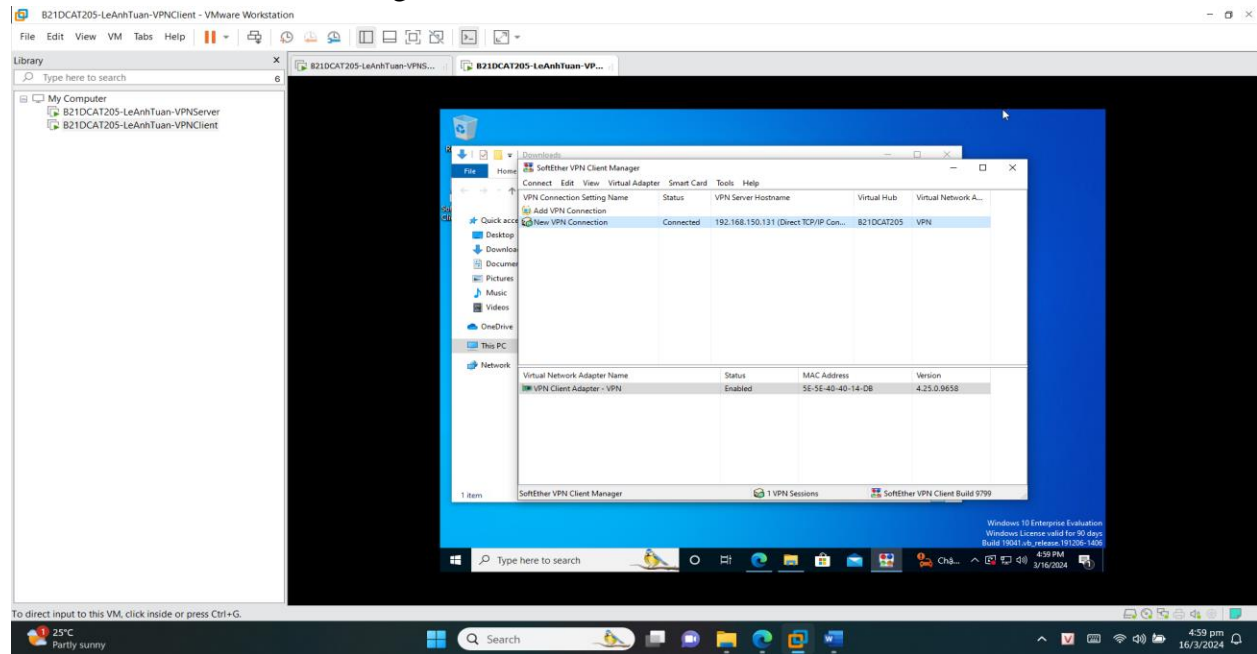 B21DCAT205-LeAnhTuan-VPNClient - VMware Workstation
File Edit View VM Tabs Help
Library
Type here to search
My Computer
B21DCAT205-LeAnhTuan-VPNServer
B21DCAT205-LeAnhTuan-VPNClient
B21DCAT205-LeAnhTuan-VPNS...
B21DCAT205-LeAnhTuan-VP...
Downloads
File Home
SoftEther VPN Client Manager
Connect Edit View Virtual Adapter Smart Card Tools Help
VPN Connection Setting Name Status VPN Server Hostname Virtual Hub Virtual Network A...
Add VPN Connection
New VPN Connection Connected 192.168.150.131 (Direct TCP/IP Con... B21DCAT205 VPN
Quick acce
Desktop
Downloa
Documen
Pictures
Music
Videos
OneDrive
This PC
Network
Virtual Network Adapter Name Status MAC Address Version
VPN Client Adapter - VPN Enabled 5E-5E-40-40-14-DB 4.25.0.9658
1 item
SoftEther VPN Client Manager 1 VPN Sessions SoftEther VPN Client Build 9799
Windows 10 Enterprise Evaluation
Windows License valid for 90 days
Build 19041.vb_release.191206-1406
Type here to search
Chấ...
4:59 PM
3/16/2024
To direct input to this VM, click inside or press Ctrl+G.
1
25°C
Partly sunny
Search
4:59 pm
16/3/2024